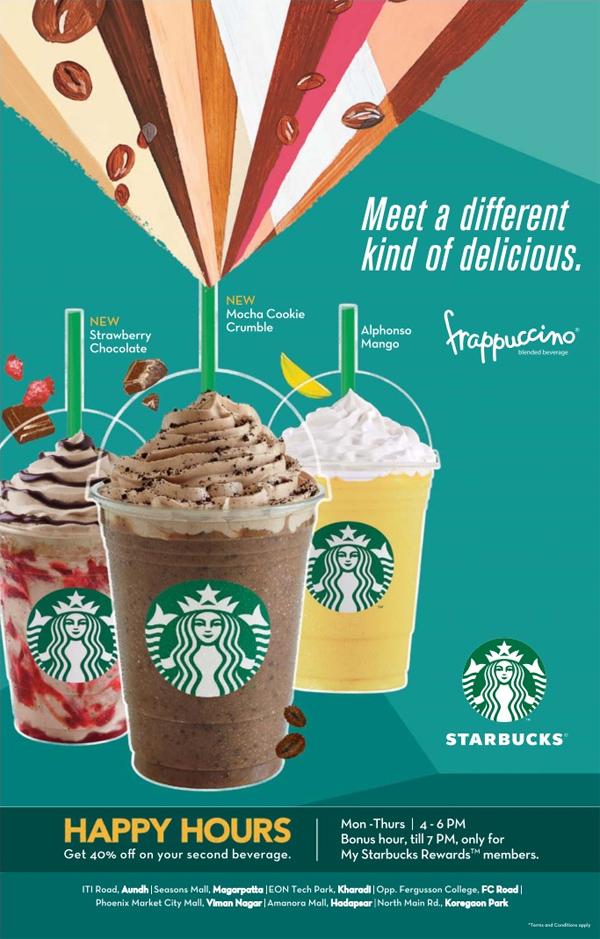 Meet a different
kind of delicious.
NEW
Strawberry
Chocolate
NEW
Mocha Cookie
Crumble
Alphonso
Mango
frappuccino®
blended beverage
STARBUCKS®
HAPPY HOURS
Get 40% off on your second beverage.
Mon -Thurs | 4 - 6 PM
Bonus hour, till 7 PM, only for
My Starbucks Rewards™ members.
ITI Road, Aundh | Seasons Mall, Magarpatta | EON Tech Park, Kharadi | Opp. Fergusson College, FC Road |
Phoenix Market City Mall, Viman Nagar | Amanora Mall, Hadapsar | North Main Rd., Koregaon Park
*Terms and Conditions apply